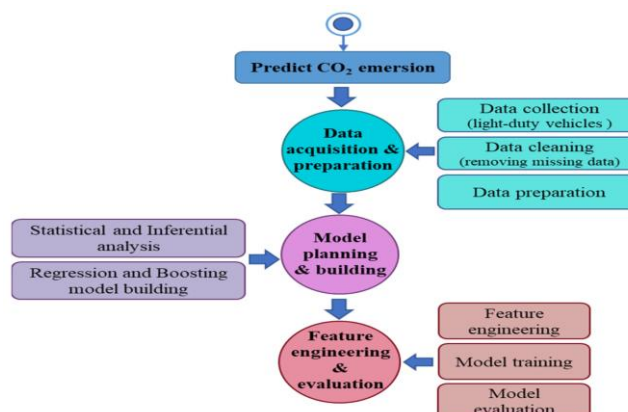 Predict CO₂ emersion
Data
acquisition &
preparation
Data collection
(light-duty vehicles )
Data cleaning
(removing missing data)
Data preparation
Statistical and Inferential
analysis
Regression and Boosting
model building
Model
planning
& building
Feature
engineering
&
evaluation
Feature
engineering
Model training
Model
evaluation